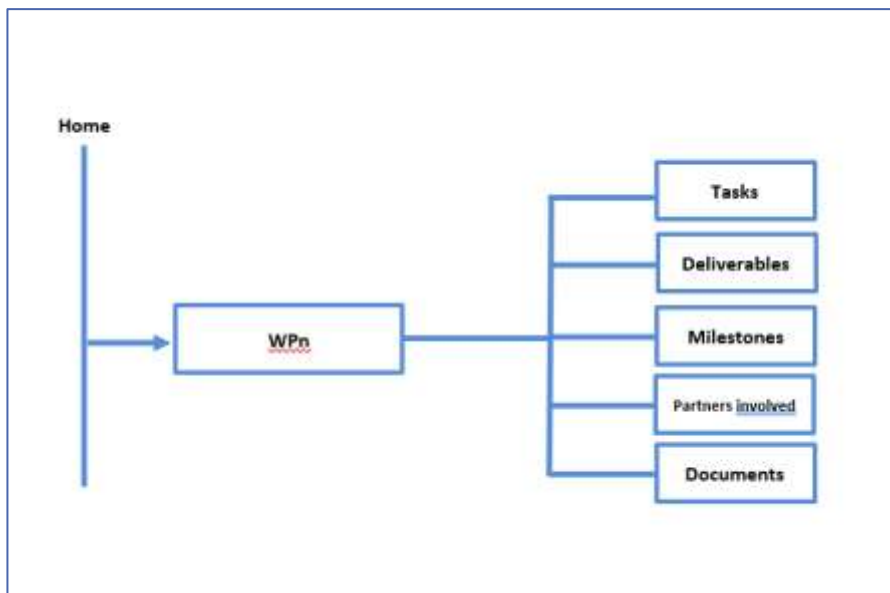 Home
Tasks
Deliverables
WPn
Milestones
Partners involved
Documents